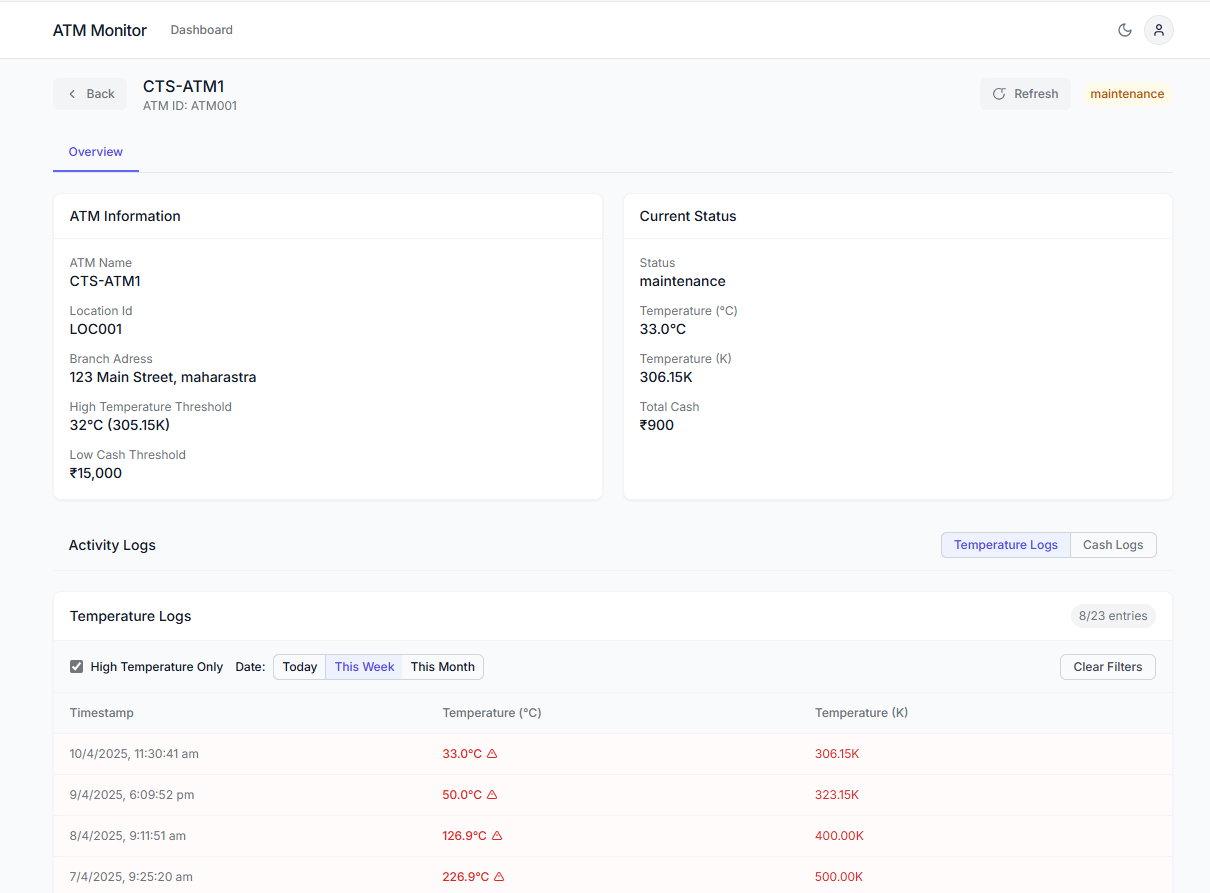 ATM Monitor Dashboard
Back
CTS-ATM1
ATM ID: ATM001
Refresh
maintenance
Overview
ATM Information
ATM Name
CTS-ATM1
Location Id
LOC001
Branch Adress
123 Main Street, maharastra
High Temperature Threshold
32°C (305.15K)
Low Cash Threshold
₹15,000
Current Status
Status
maintenance
Temperature (°C)
33.0°C
Temperature (K)
306.15K
Total Cash
₹900
Activity Logs
Temperature Logs Cash Logs
Temperature Logs
8/23 entries
High Temperature Only Date: Today This Week This Month Clear Filters
Timestamp Temperature (°C) Temperature (K)
10/4/2025, 11:30:41 am 33.0°C 306.15K
9/4/2025, 6:09:52 pm 50.0°C 323.15K
8/4/2025, 9:11:51 am 126.9°C 400.00K
7/4/2025, 9:25:20 am 226.9°C 500.00K